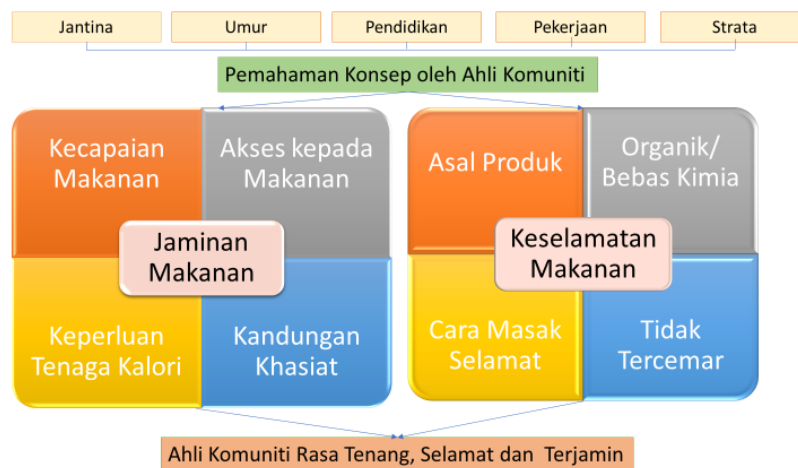 Jantina
Umur
Pendidikan
Pekerjaan
Strata
Pemahaman Konsep oleh Ahli Komuniti
Kecapaian
Makanan
Akses kepada
Makanan
Jaminan
Makanan
Keperluan
Tenaga Kalori
Kandungan
Khasiat
Asal Produk
Organik/
Bebas Kimia
Keselamatan
Makanan
Cara Masak
Selamat
Tidak
Tercemar
Ahli Komuniti Rasa Tenang, Selamat dan Terjamin